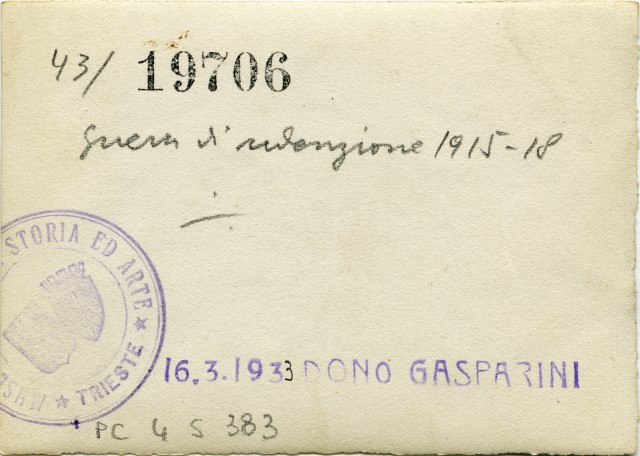 43/ 19706
guerra di redenzione 1915-18
STORIA ED ARTE
TRIESTE
16.3.1933 DONO GASPARINI
PC 4 S 383